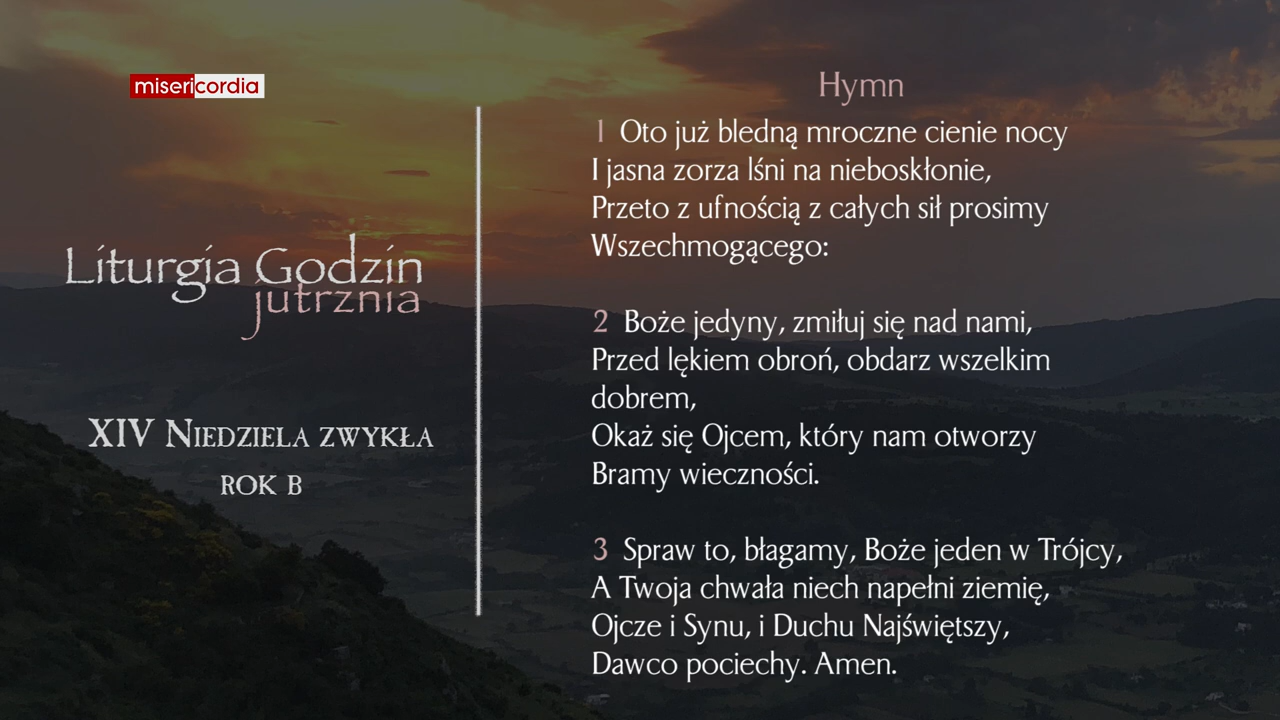 misericordia
Liturgia Godzin
jutrznia
XIV Niedziela zwykła
rok B
Hymn
1 Oto już bledną mroczne cienie nocy
I jasna zorza lśni na nieboskłonie,
Przeto z ufnością z całych sił prosimy
Wszechmogącego:
2 Boże jedyny, zmiłuj się nad nami,
Przed lękiem obroń, obdarz wszelkim
dobrem,
Okaż się Ojcem, który nam otworzy
Bramy wieczności.
3 Spraw to, błagamy, Boże jeden w Trójcy,
A Twoja chwała niech napełni ziemię,
Ojcze i Synu, i Duchu Najświętszy,
Dawco pociechy. Amen.